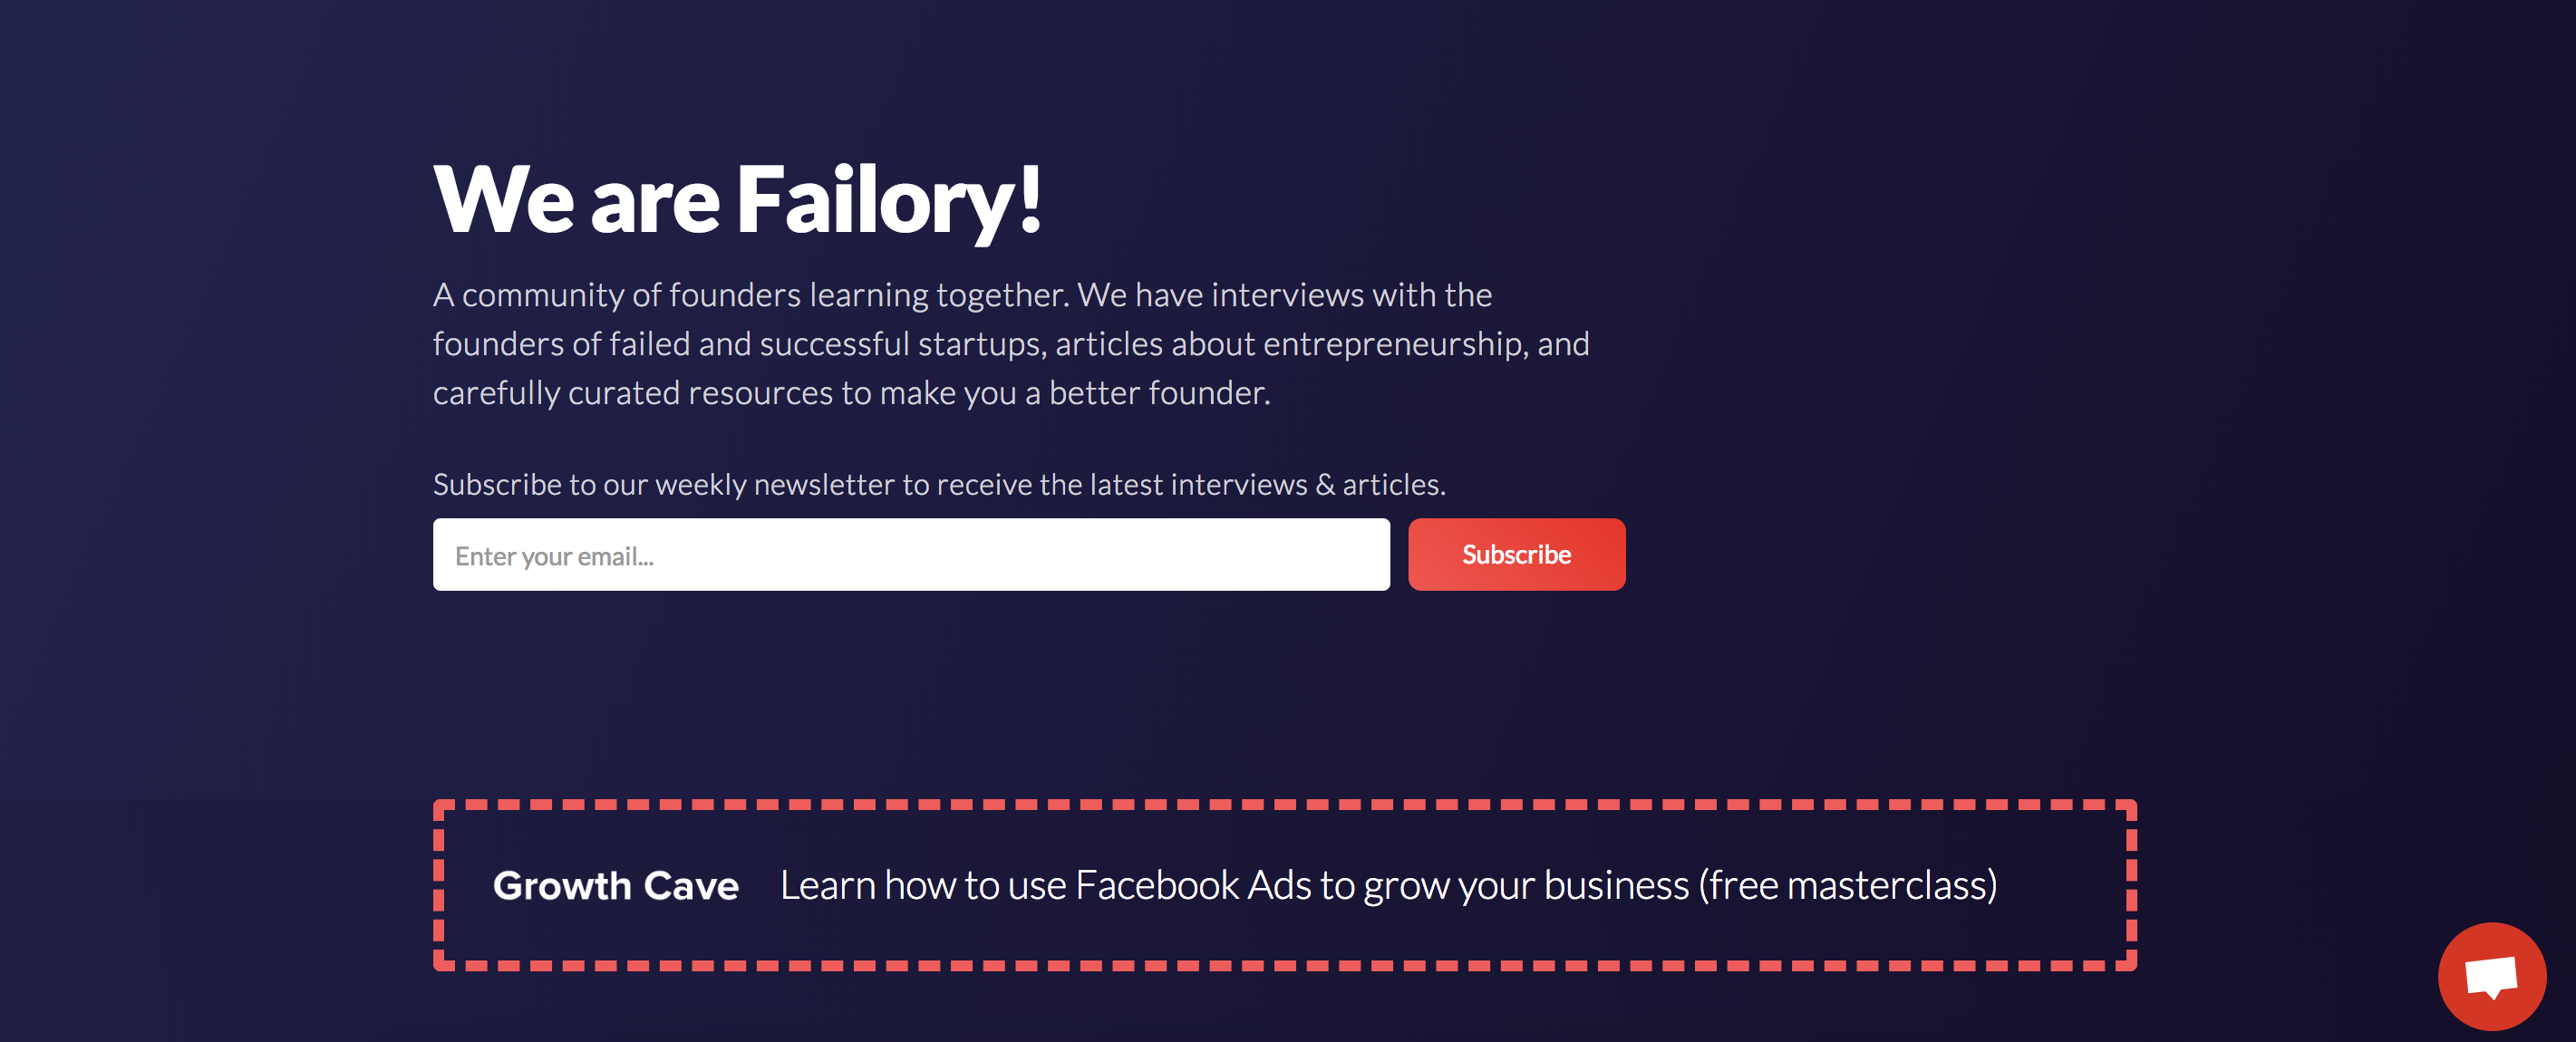 We are Failory!
A community of founders learning together. We have interviews with the
founders of failed and successful startups, articles about entrepreneurship, and
carefully curated resources to make you a better founder.
Subscribe to our weekly newsletter to receive the latest interviews & articles.
Enter your email...
Subscribe
Growth Cave Learn how to use Facebook Ads to grow your business (free masterclass)